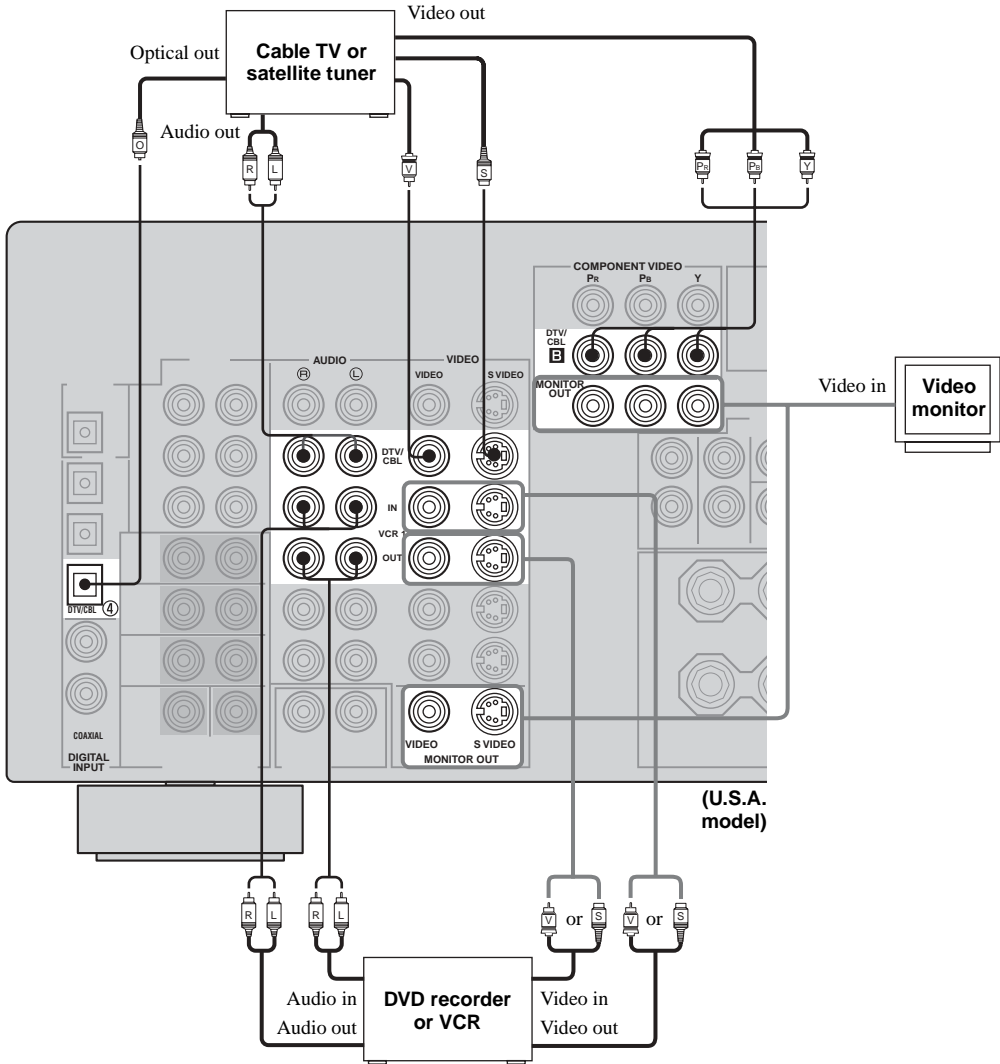 Video out
Optical out
Cable TV or
satellite tuner
Audio out
O
R
L
V
S
PR
PB
Y
COMPONENT VIDEO
PR
PB
Y
DTV/
CBL
B
MONITOR
OUT
AUDIO
VIDEO
R
L
VIDEO
S VIDEO
DTV/
CBL
IN
VCR 1
OUT
Video in
Video
monitor
DTV/CBL
4
COAXIAL
DIGITAL
INPUT
VIDEO
S VIDEO
MONITOR OUT
(U.S.A.
model)
R
L
R
L
V
or
S
V
or
S
Audio in
Audio out
DVD recorder
or VCR
Video in
Video out